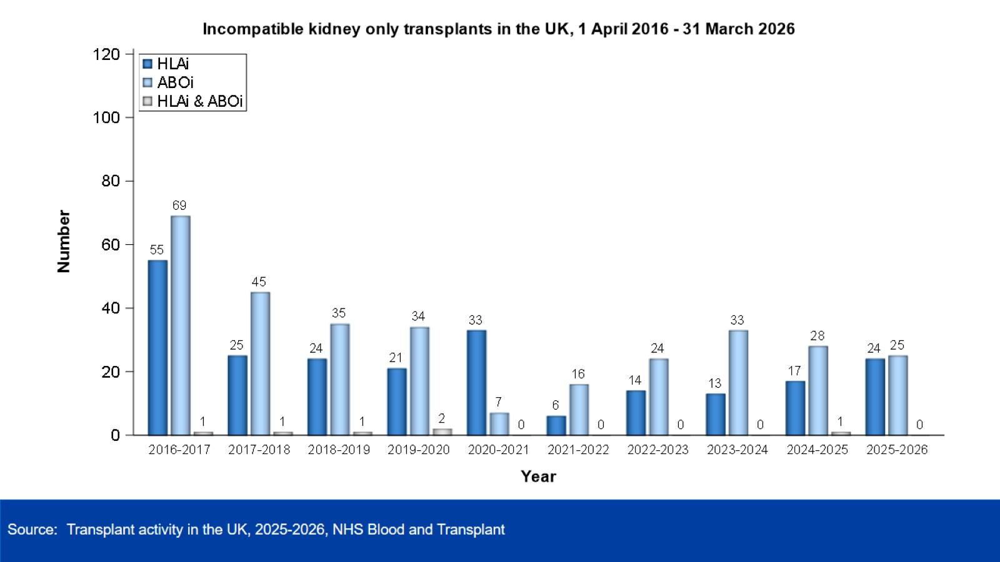 Incompatible kidney only transplants in the UK, 1 April 2016 - 31 March 2026
HLAi
ABOi
HLAi & ABOi
Number
120
100
80
60
40
20
0
55 69 1
25 45 1
24 35 1
21 34 2
33 7 0
6 16 0
14 24 0
13 33 0
17 28 1
24 25 0
2016-2017 2017-2018 2018-2019 2019-2020 2020-2021 2021-2022 2022-2023 2023-2024 2024-2025 2025-2026
Year
Source: Transplant activity in the UK, 2025-2026, NHS Blood and Transplant